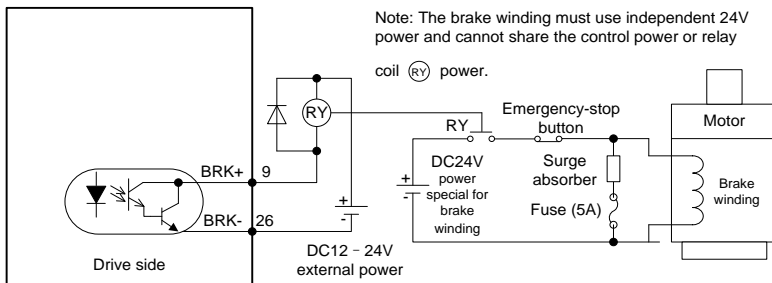 Note: The brake winding must use independent 24V
power and cannot share the control power or relay
coil RY power.
RY
RY
Emergency-stop
button
Motor
BRK+
9
DC24V
power
special for
brake
winding
+
-
Surge
absorber
Fuse (5A)
Brake
winding
BRK-
26
+
-
DC12 – 24V
external power
Drive side